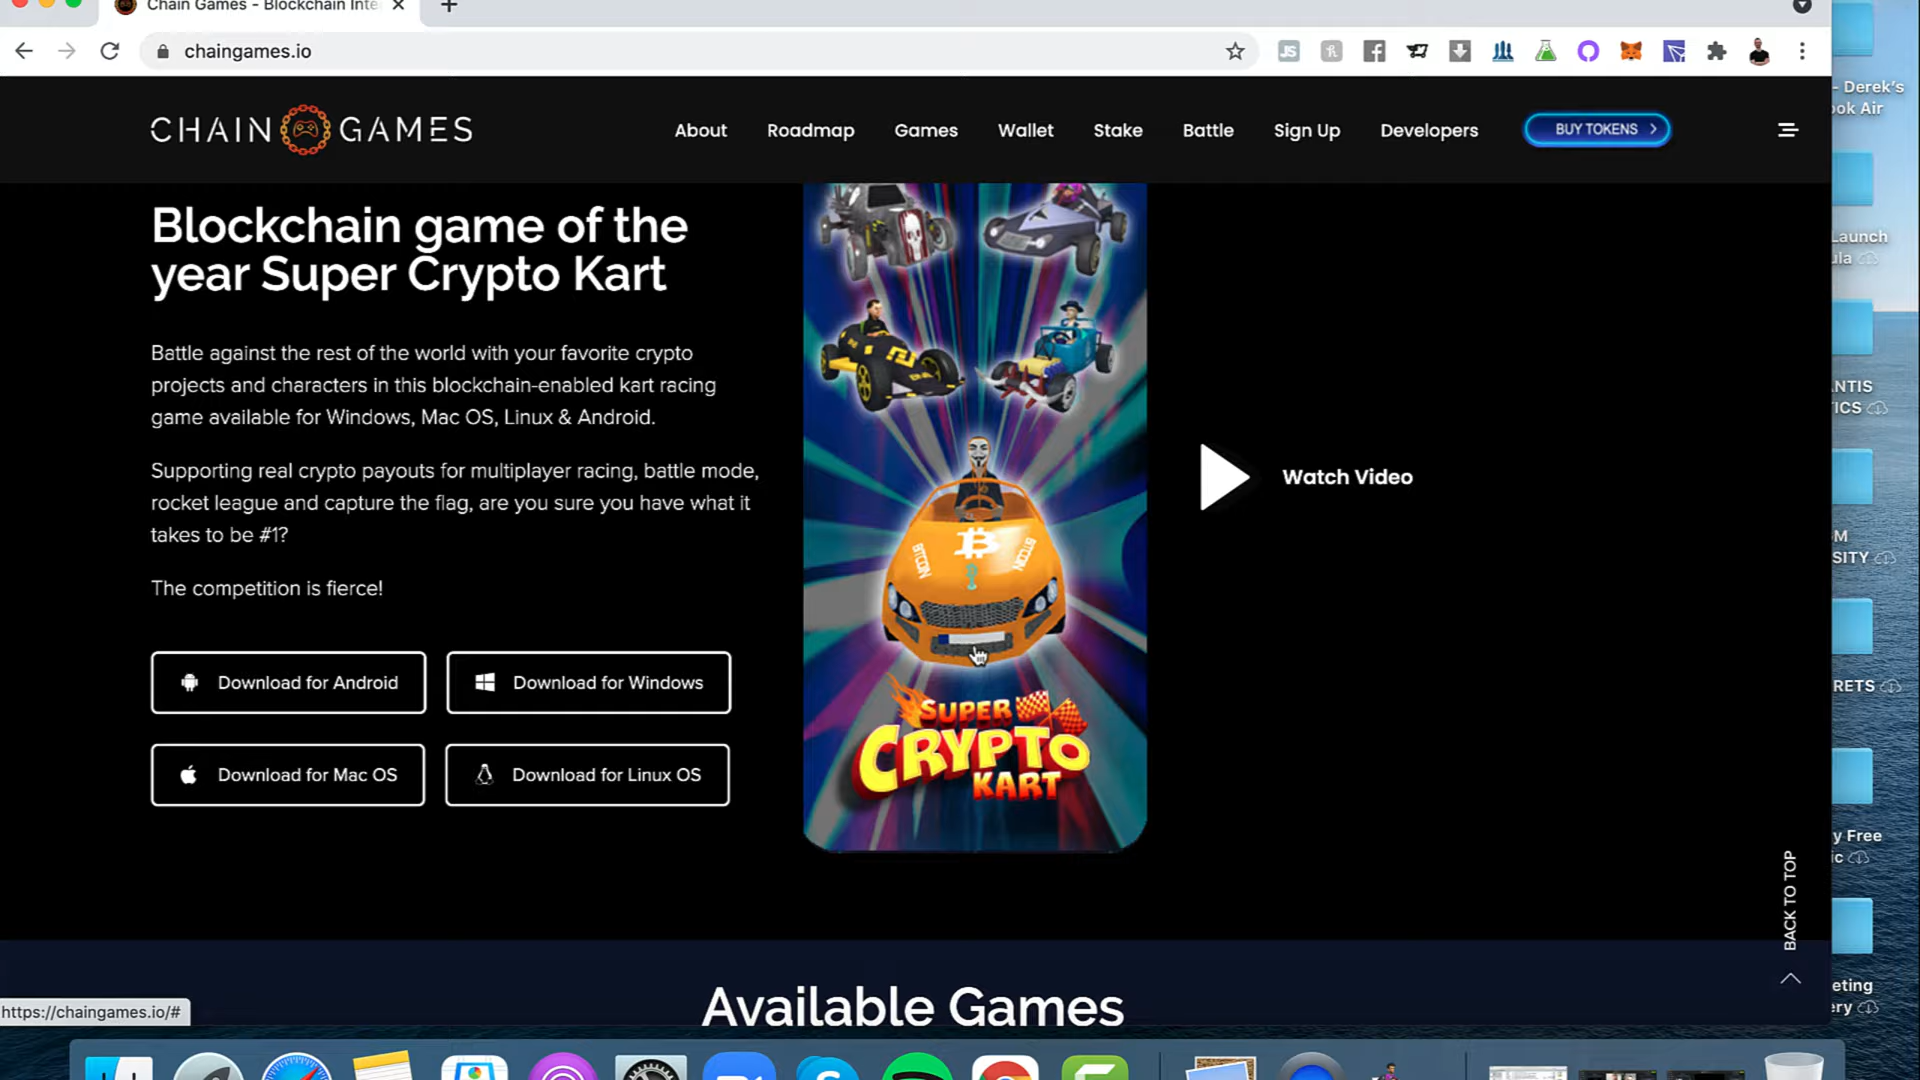 Chain Games - Blockchain Inte
chaingames.io
CHAIN GAMES
About
Roadmap
Games
Wallet
Stake
Battle
Sign Up
Developers
BUY TOKENS
Blockchain game of the
year Super Crypto Kart
Battle against the rest of the world with your favorite crypto
projects and characters in this blockchain-enabled kart racing
game available for Windows, Mac OS, Linux & Android.
Supporting real crypto payouts for multiplayer racing, battle mode,
rocket league and capture the flag, are you sure you have what it
takes to be #1?
The competition is fierce!
Download for Android
Download for Windows
Download for Mac OS
Download for Linux OS
BITCOIN
BITCOIN
SUPER
CRYPTO
KART
Watch Video
BACK TO TOP
Available Games
https://chaingames.io/#
- Derek's
ok Air
Launch
ula
NTIS
ICS
M
SITY
RETS
y Free
ic
eting
ery